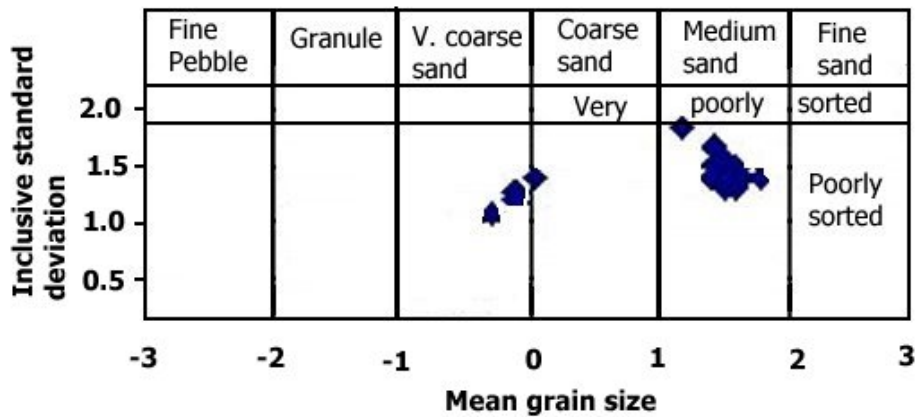 Fine
Pebble
Granule
V. coarse
sand
Coarse
sand
Medium
sand
Fine
sand
Very poorly sorted
Poorly
sorted
Inclusive standard
deviation
2.0
1.5
1.0
0.5
-3 -2 -1 0 1 2 3
Mean grain size